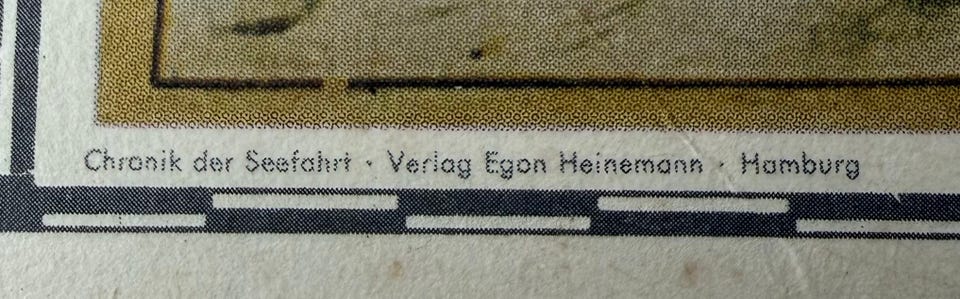 Chronik der Seefahrt · Verlag Egon Heinemann · Hamburg